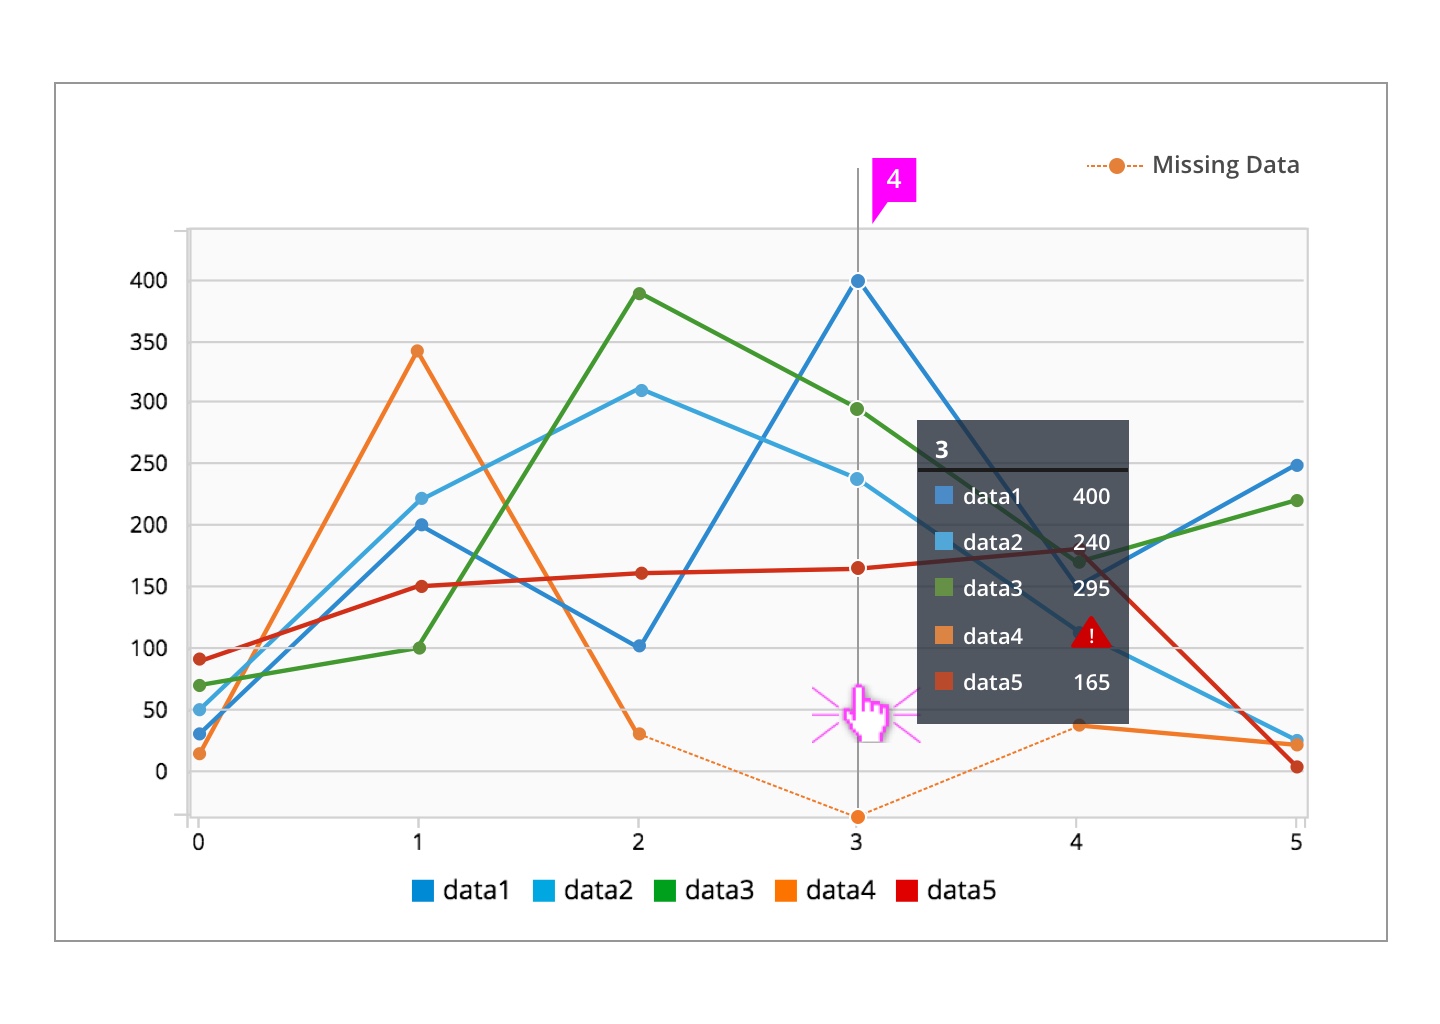 4
Missing Data
400
350
300
250
200
150
100
50
0
3
data1 400
data2 240
data3 295
data4 !
data5 165
0 1 2 3 4 5
data1 data2 data3 data4 data5